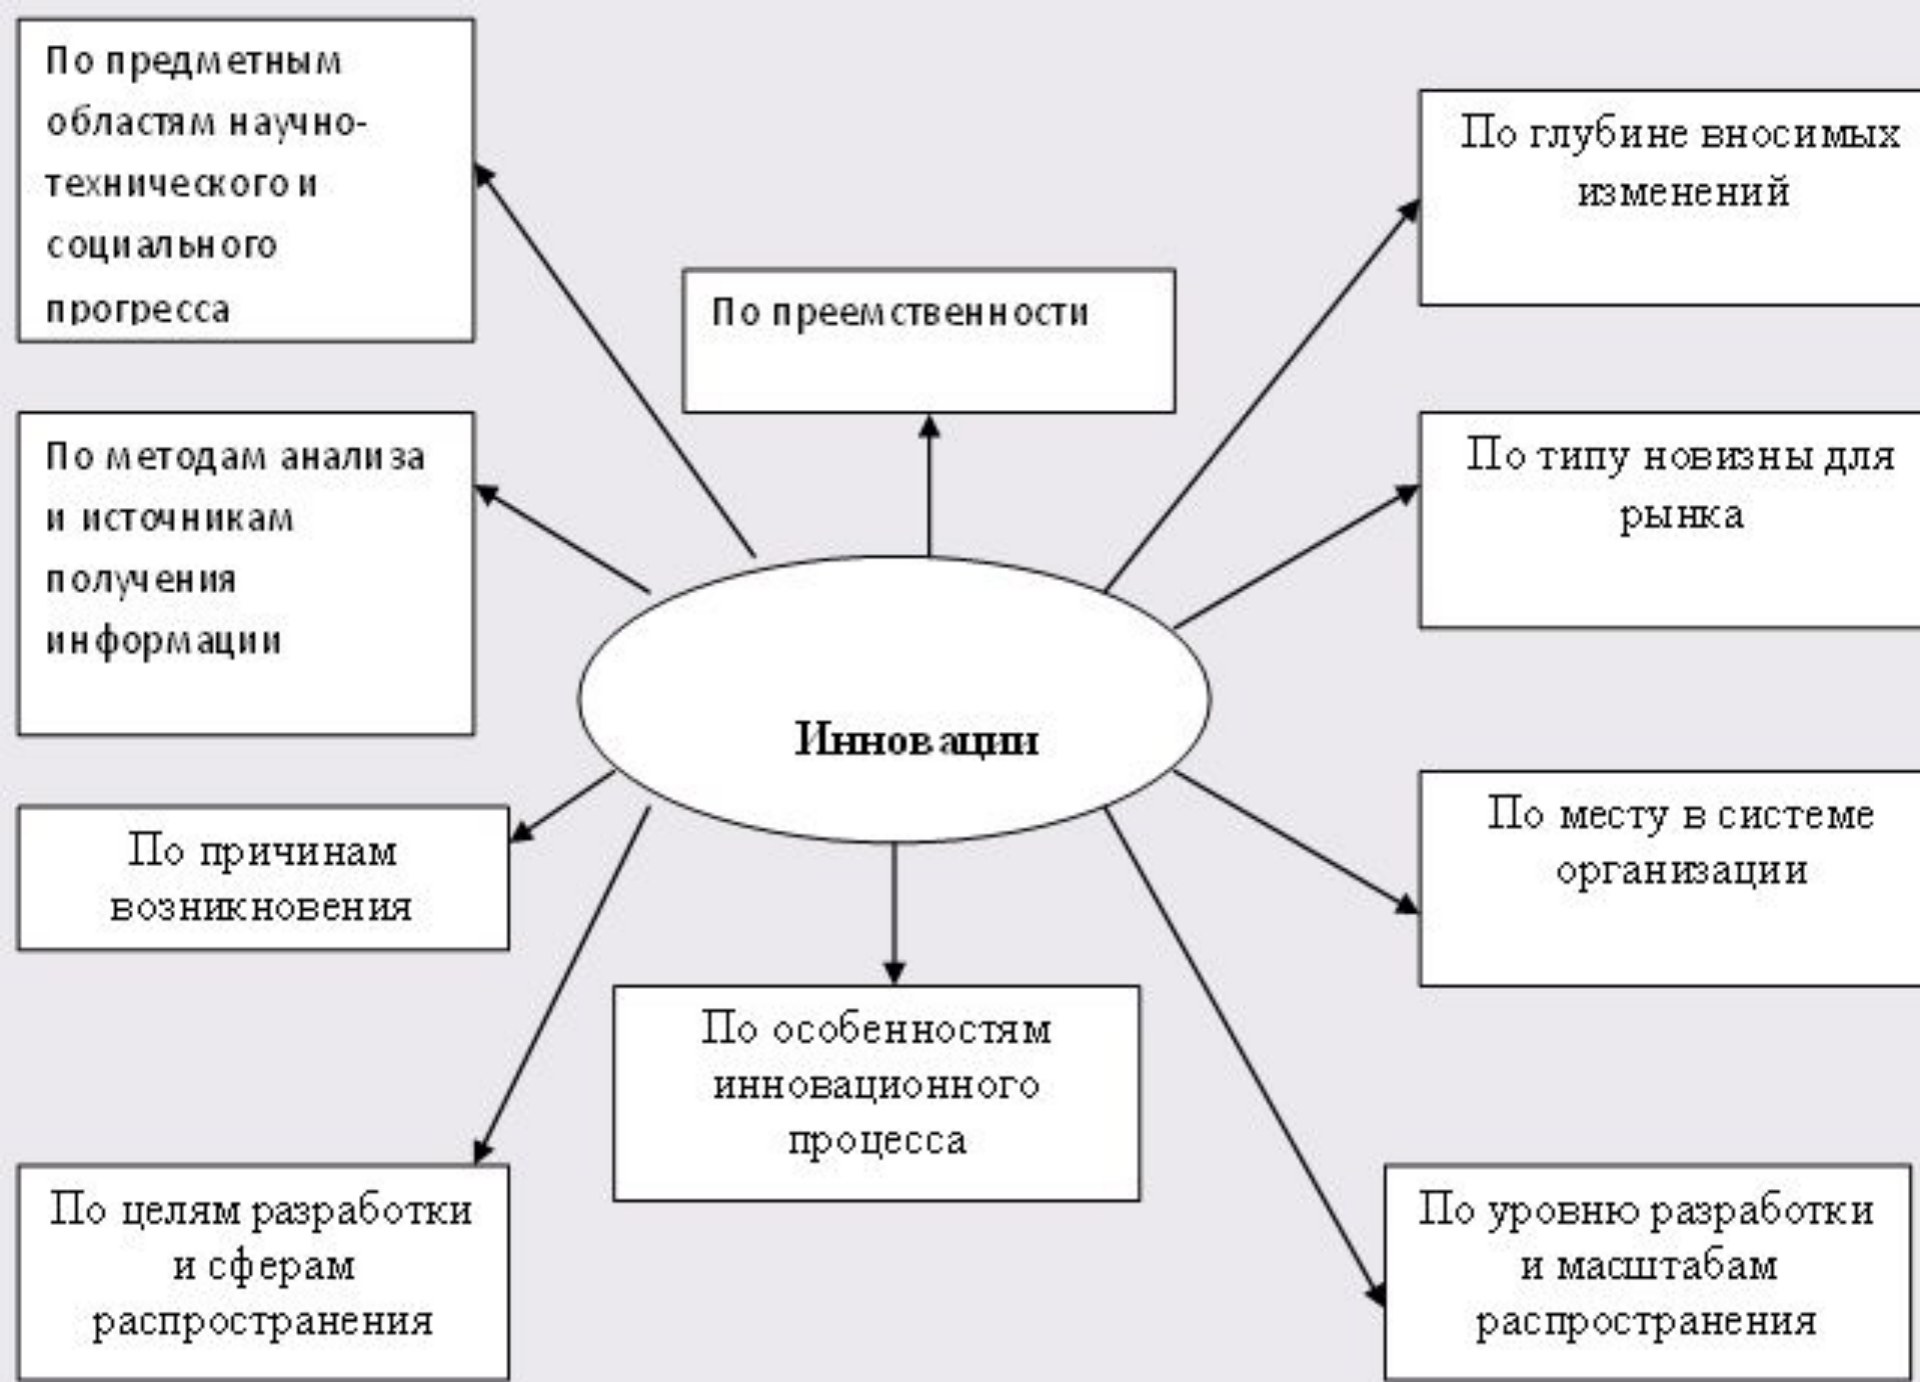 По предметным
областям научно-
технического и
социального
прогресса
По преемственности
По глубине вносимых
изменений
По методам анализа
и источникам
получения
информации
По типу новизны для
рынка
Инновации
По причинам
возникновения
По месту в системе
организации
По особенностям
инновационного
процесса
По целям разработки
и сферам
распространения
По уровню разработки
и масштабам
распространения